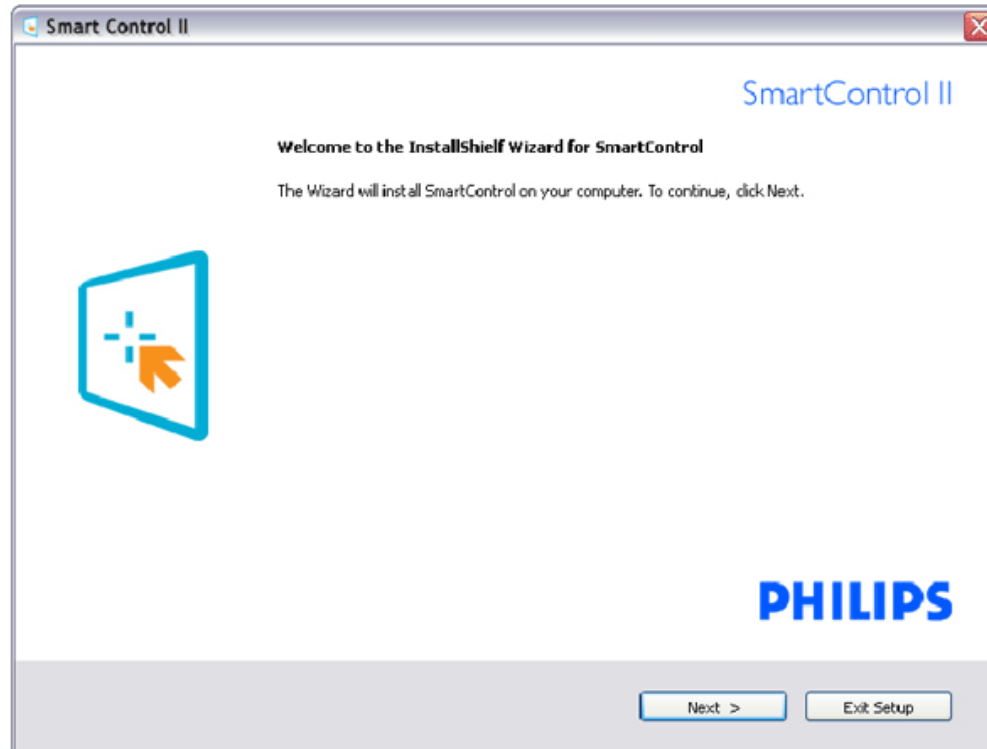 Smart Control II
SmartControl II
Welcome to the InstallShielf Wizard for SmartControl
The Wizard will install SmartControl on your computer. To continue, click Next.
PHILIPS
Next >
Exit Setup